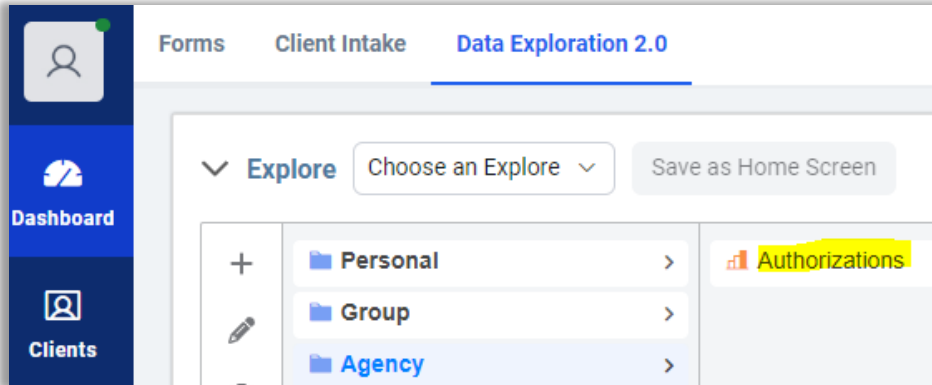 Forms Client Intake Data Exploration 2.0
Explore Choose an Explore Save as Home Screen
Dashboard
Personal Authorizations
Group
Clients
Agency